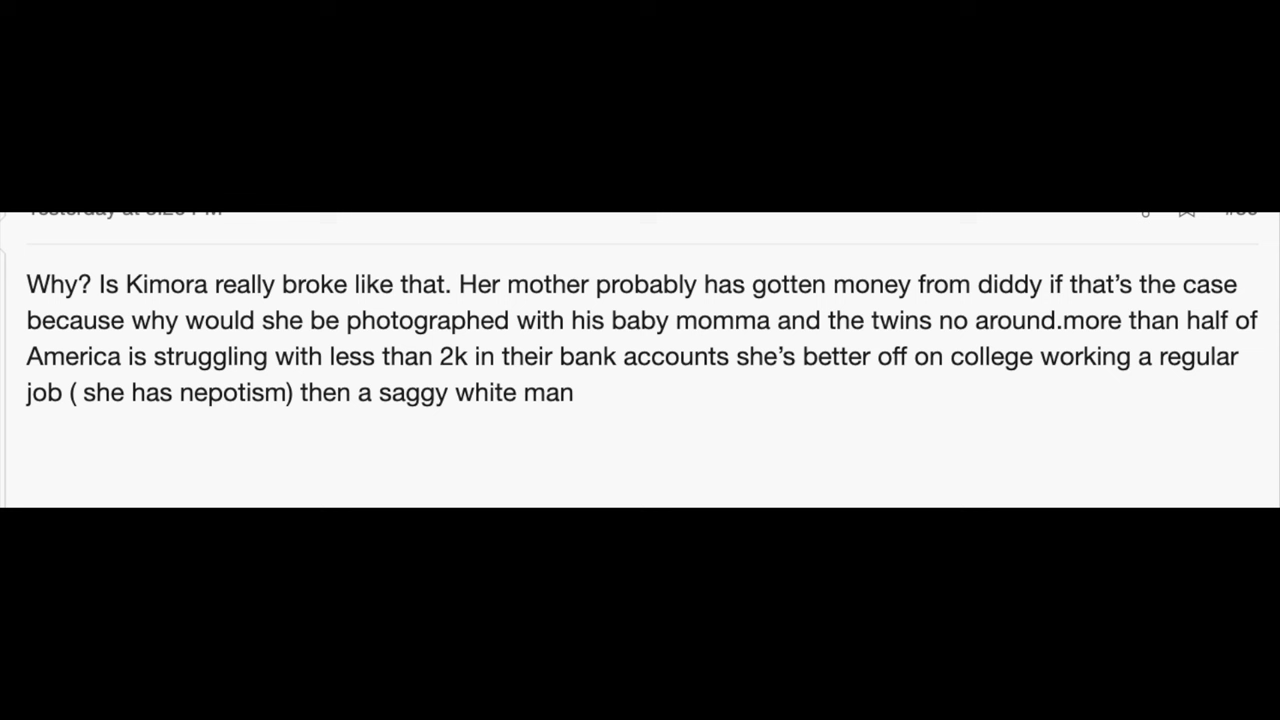 Why? Is Kimora really broke like that. Her mother probably has gotten money from diddy if that’s the case
because why would she be photographed with his baby momma and the twins no around.more than half of
America is struggling with less than 2k in their bank accounts she’s better off on college working a regular
job ( she has nepotism) then a saggy white man